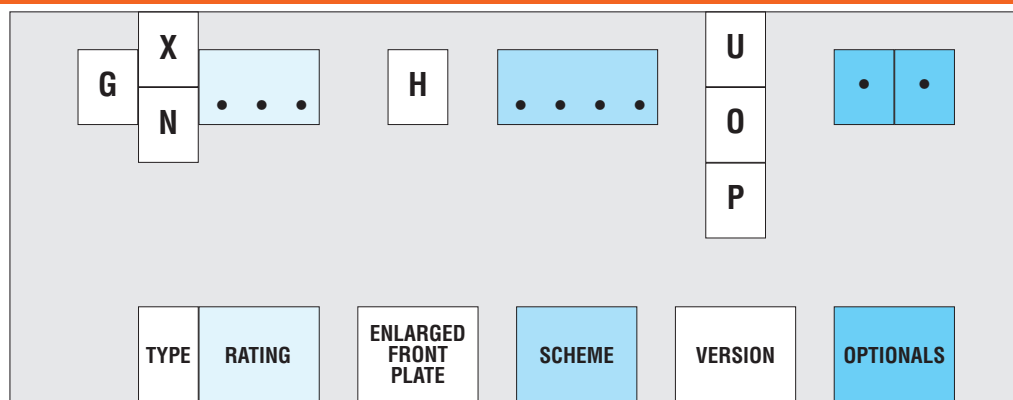 X
G
N
. . .
H
. . . .
U
O
P
. .
TYPE
RATING
ENLARGED
FRONT
PLATE
SCHEME
VERSION
OPTIONALS